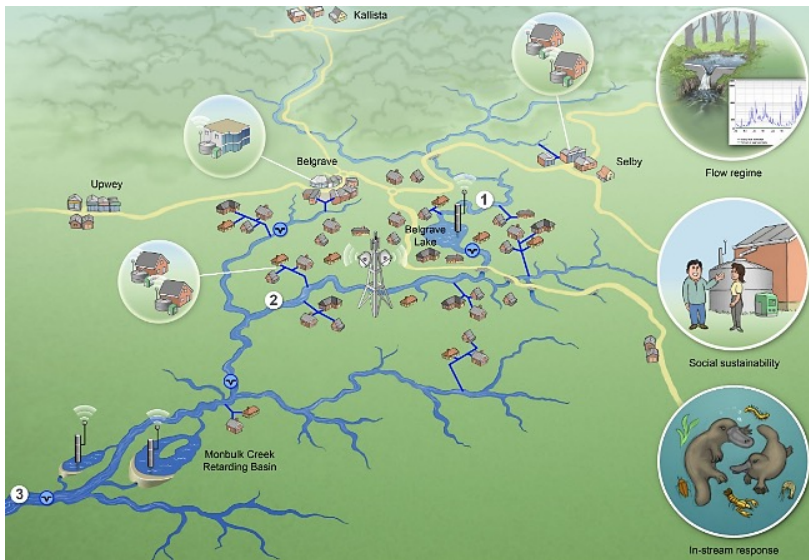 Kallista
Flow regime
Belgrave
Selby
Upwey
1
Belgrave
Lake
2
Social sustainability
Monbulk Creek
Retarding Basin
3
In-stream response